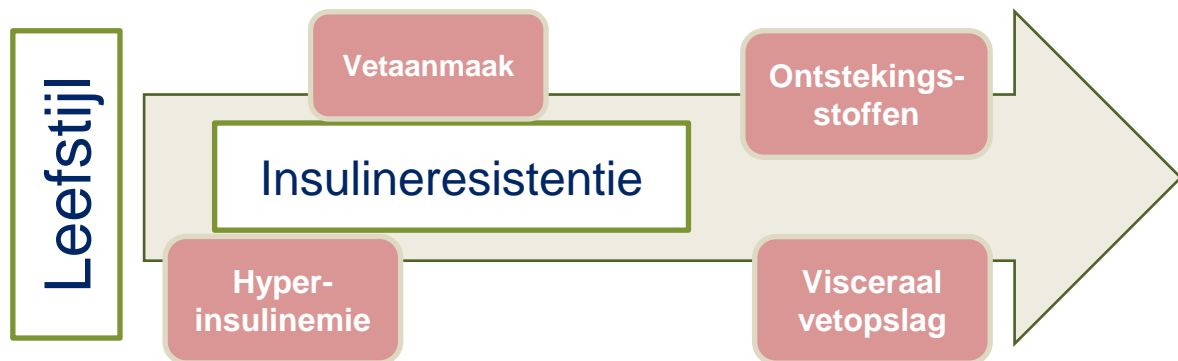 Leefstijl
Vetaanmaak
Ontstekings-
stoffen
Insulineresistentie
Hyper-
insulinemie
Visceraal
vetopslag